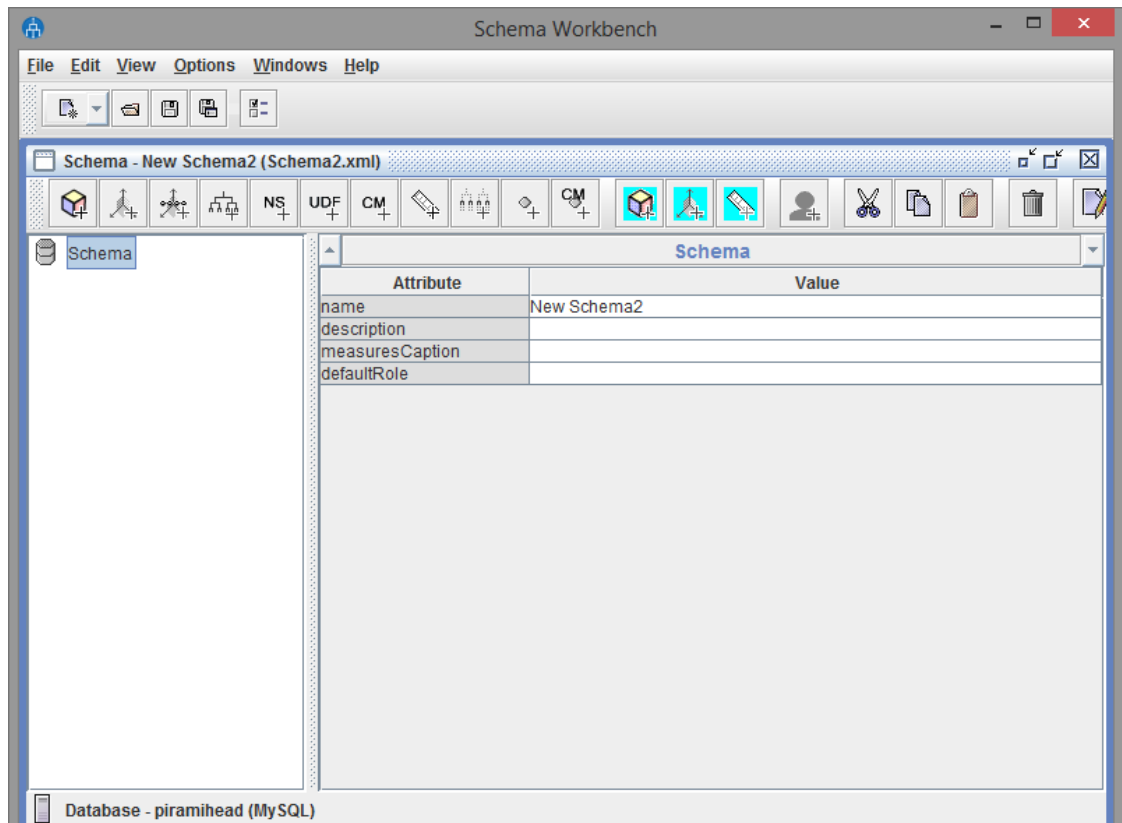 Schema Workbench
File Edit View Options Windows Help
Schema - New Schema2 (Schema2.xml)
NS UDF CM CM
Schema
Schema
Attribute Value
name New Schema2
description
measuresCaption
defaultRole
Database - piramihead (MySQL)